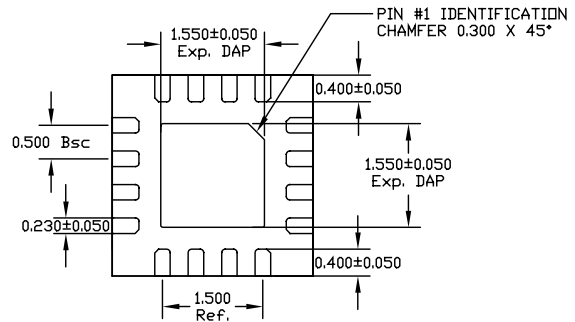 PIN #1 IDENTIFICATION
CHAMFER 0.300 X 45°
1.550±0.050
Exp. DAP
0.400±0.050
0.500 Bsc
1.550±0.050
Exp. DAP
0.230±0.050
0.400±0.050
1.500
Ref.